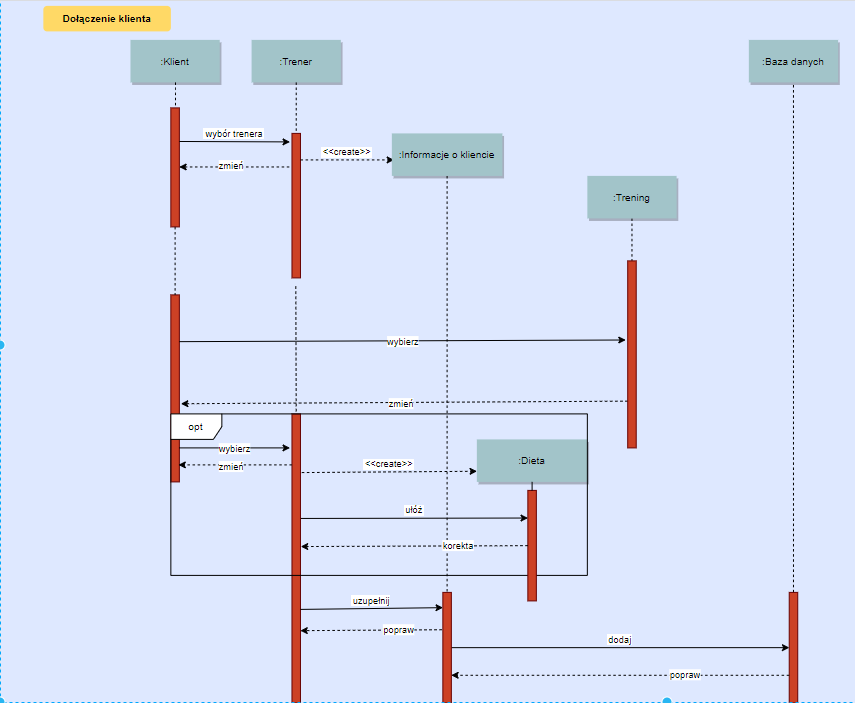 Dołączenie klienta
:Klient
:Trener
:Baza danych
wybór trenera
<<create>>
:Informacje o kliencie
zmień
:Trening
wybierz
zmień
opt
wybierz
:Dieta
<<create>>
zmień
ułóż
korekta
uzupełnij
popraw
dodaj
popraw